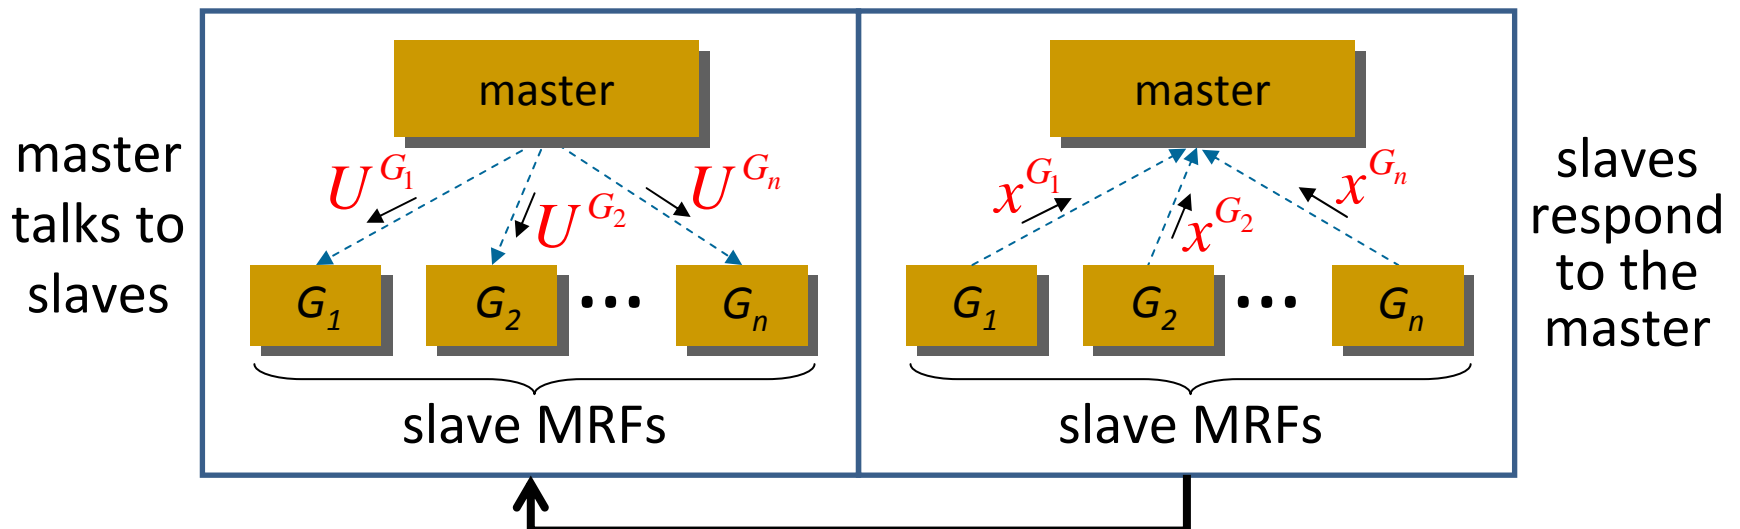 master
talks to
slaves
master
U^{G_1}
U^{G_2}
U^{G_n}
G_1
G_2
...
G_n
slave MRFs
master
x^{G_1}
x^{G_2}
x^{G_n}
G_1
G_2
...
G_n
slave MRFs
slaves
respond
to the
master